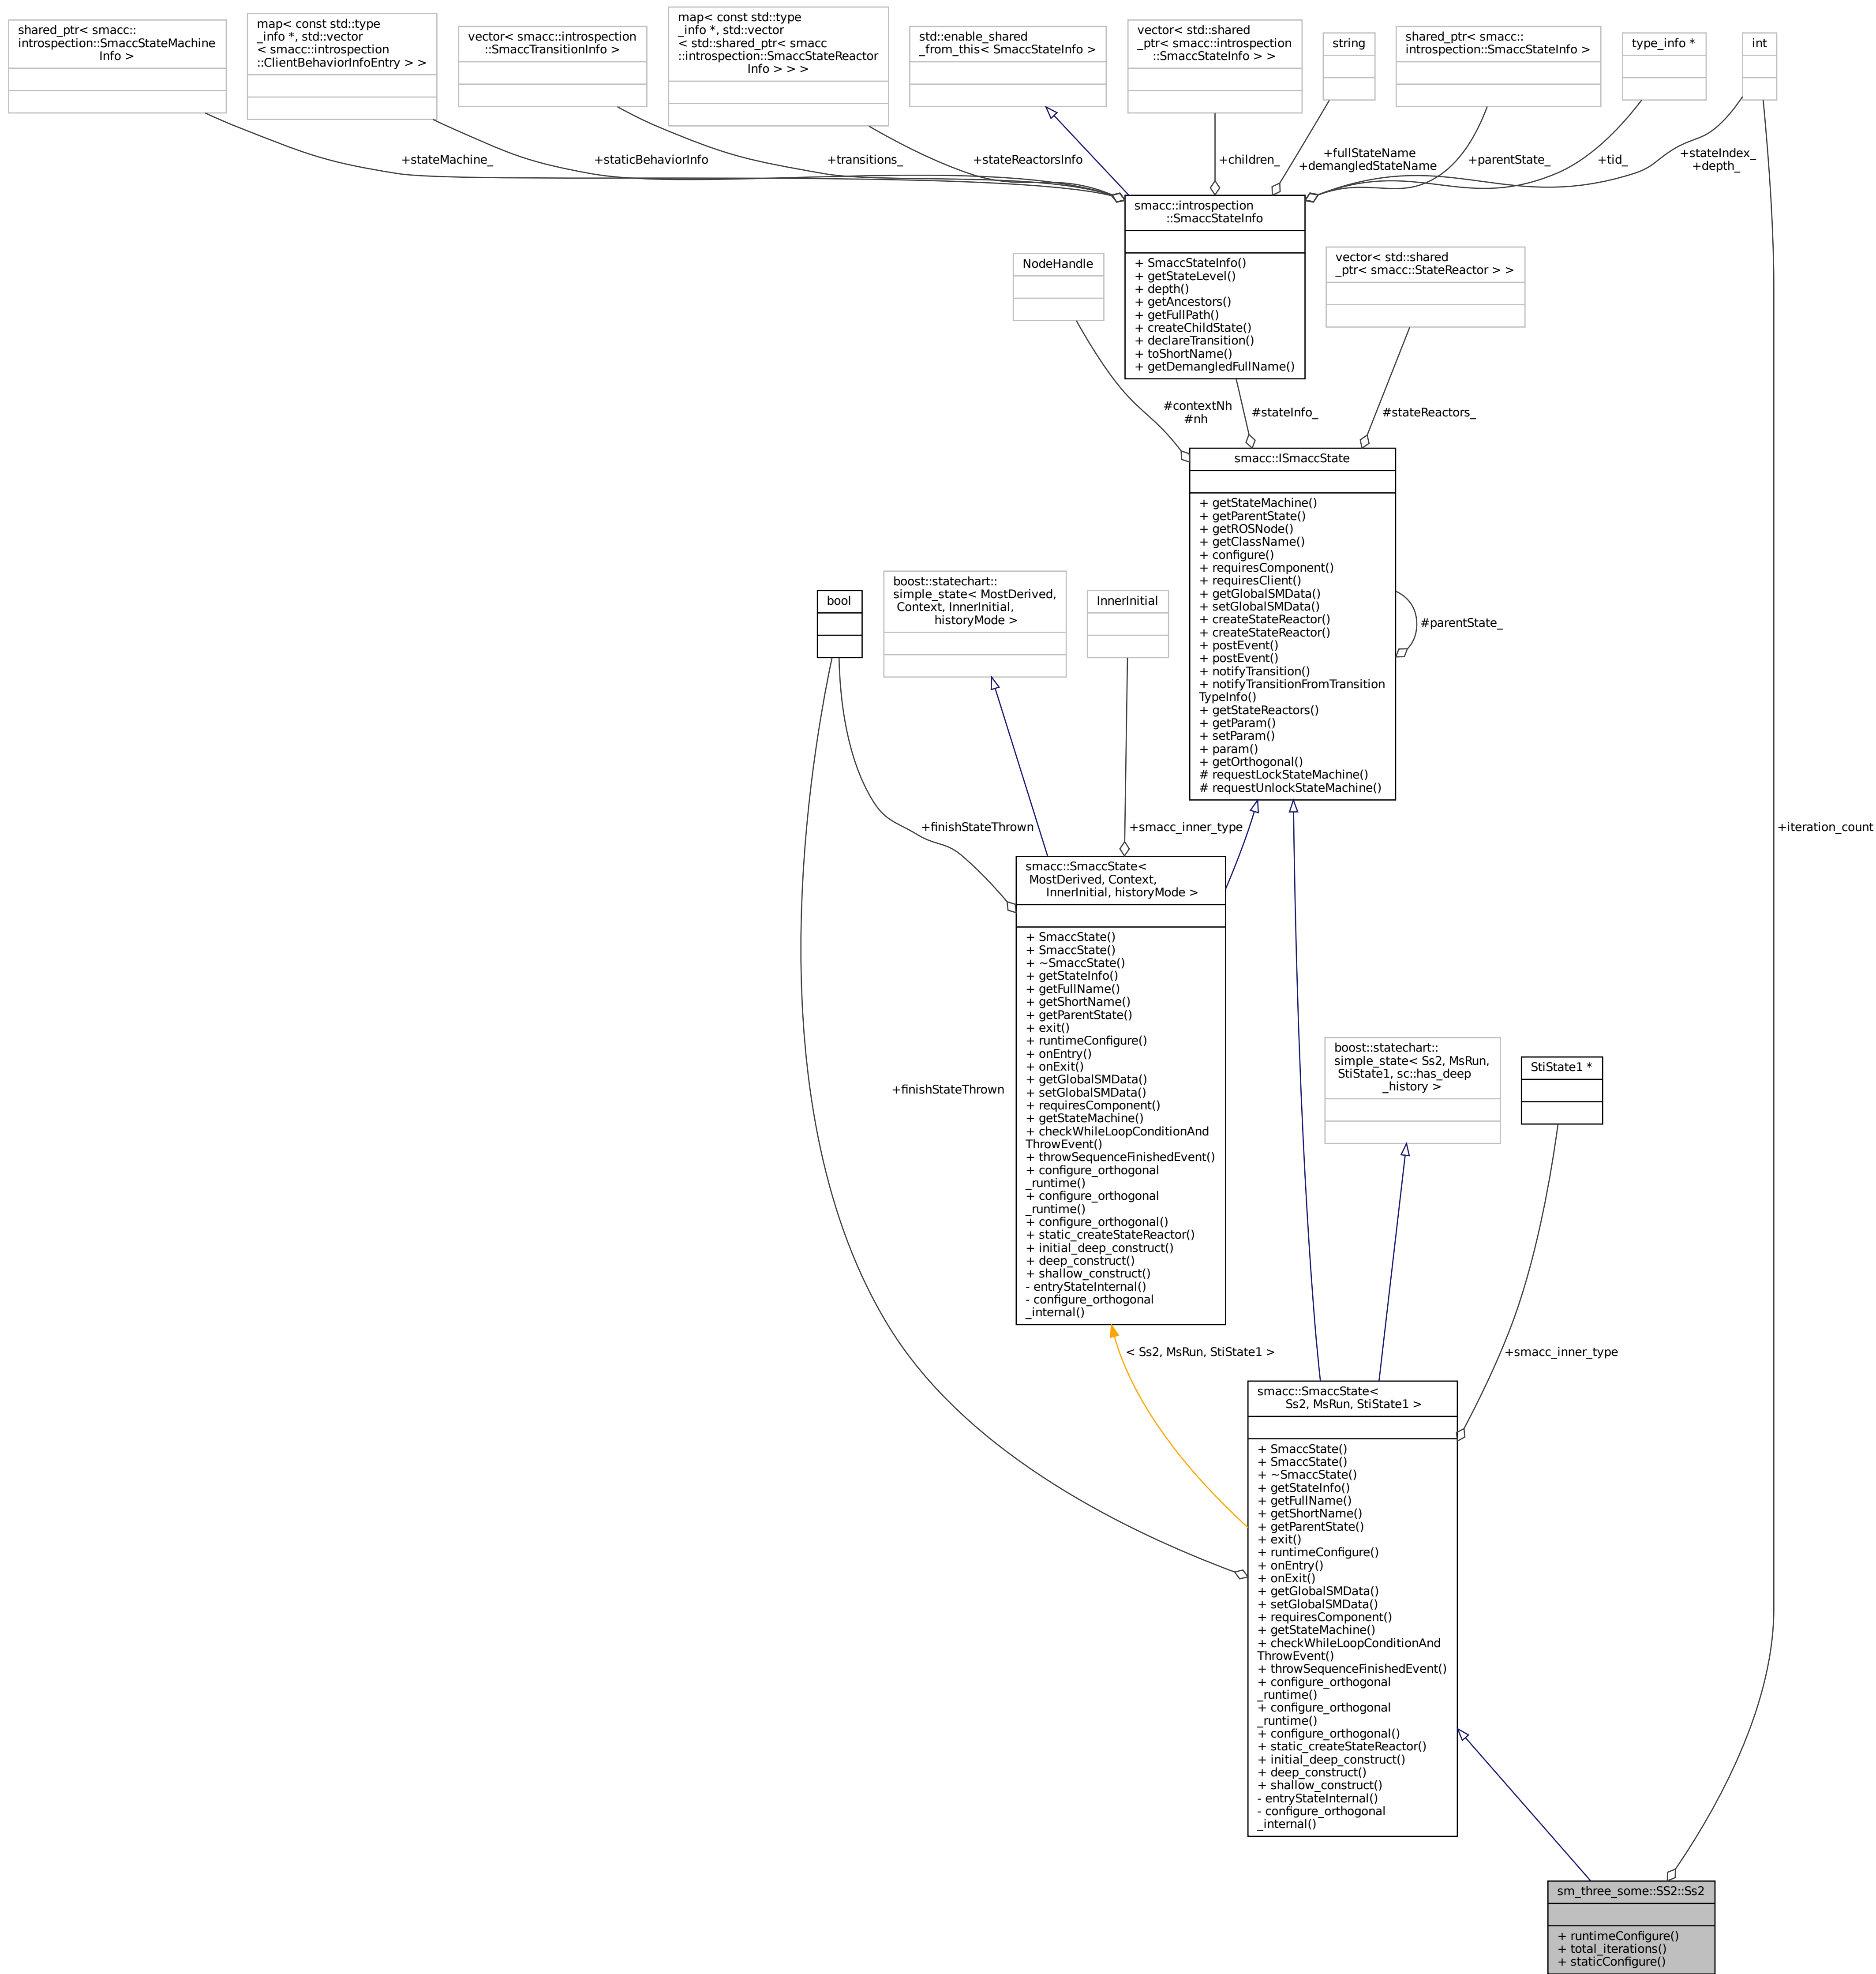 shared_ptr< smacc::
introspection::SmaccStateMachine
Info >
map< const std::type
_info *, std::vector
< smacc::introspection
::ClientBehaviorInfoEntry > >
vector< smacc::introspection
::SmaccTransitionInfo >
map< const std::type
_info *, std::vector
< std::shared_ptr< smacc
::introspection::SmaccStateReactor
Info > > >
std::enable_shared
_from_this< SmaccStateInfo >
vector< std::shared
_ptr< smacc::introspection
::SmaccStateInfo > >
string
shared_ptr< smacc::
introspection::SmaccStateInfo >
type_info *
int
+stateMachine_
+staticBehaviorInfo
+transitions_
+stateReactorsInfo
+children_
+fullStateName
+demangledStateName
+parentState_
+tid_
+stateIndex_
+depth_
smacc::introspection
::SmaccStateInfo
+ SmaccStateInfo()
+ getStateLevel()
+ depth()
+ getAncestors()
+ getFullPath()
+ createChildState()
+ declareTransition()
+ toShortName()
+ getDemangledFullName()
NodeHandle
vector< std::shared
_ptr< smacc::StateReactor > >
#contextNh
#nh
#stateInfo_
#stateReactors_
smacc::ISmaccState
+ getStateMachine()
+ getParentState()
+ getROSNode()
+ getClassName()
+ configure()
+ requiresComponent()
+ requiresClient()
+ getGlobalSMData()
+ setGlobalSMData()
+ createStateReactor()
+ createStateReactor()
+ postEvent()
+ postEvent()
+ notifyTransition()
+ notifyTransitionFromTransition
TypeInfo()
+ getStateReactors()
+ getParam()
+ setParam()
+ param()
+ getOrthogonal()
# requestLockStateMachine()
# requestUnlockStateMachine()
#parentState_
bool
boost::statechart::
simple_state< MostDerived,
Context, InnerInitial,
historyMode >
InnerInitial
+finishStateThrown
+smacc_inner_type
+iteration_count
smacc::SmaccState<
MostDerived, Context,
InnerInitial, historyMode >
+ SmaccState()
+ SmaccState()
+ ~SmaccState()
+ getStateInfo()
+ getFullName()
+ getShortName()
+ getParentState()
+ exit()
+ runtimeConfigure()
+ onEntry()
+ onExit()
+ getGlobalSMData()
+ setGlobalSMData()
+ requiresComponent()
+ getStateMachine()
+ checkWhileLoopConditionAnd
ThrowEvent()
+ throwSequenceFinishedEvent()
+ configure_orthogonal
_runtime()
+ configure_orthogonal
_runtime()
+ configure_orthogonal()
+ static_createStateReactor()
+ initial_deep_construct()
+ deep_construct()
+ shallow_construct()
- entryStateInternal()
- configure_orthogonal
_internal()
+finishStateThrown
boost::statechart::
simple_state< Ss2, MsRun,
StiState1, sc::has_deep
_history >
StiState1 *
< Ss2, MsRun, StiState1 >
+smacc_inner_type
smacc::SmaccState<
Ss2, MsRun, StiState1 >
+ SmaccState()
+ SmaccState()
+ ~SmaccState()
+ getStateInfo()
+ getFullName()
+ getShortName()
+ getParentState()
+ exit()
+ runtimeConfigure()
+ onEntry()
+ onExit()
+ getGlobalSMData()
+ setGlobalSMData()
+ requiresComponent()
+ getStateMachine()
+ checkWhileLoopConditionAnd
ThrowEvent()
+ throwSequenceFinishedEvent()
+ configure_orthogonal
_runtime()
+ configure_orthogonal
_runtime()
+ configure_orthogonal()
+ static_createStateReactor()
+ initial_deep_construct()
+ deep_construct()
+ shallow_construct()
- entryStateInternal()
- configure_orthogonal
_internal()
sm_three_some::SS2::Ss2
+ runtimeConfigure()
+ total_iterations()
+ staticConfigure()